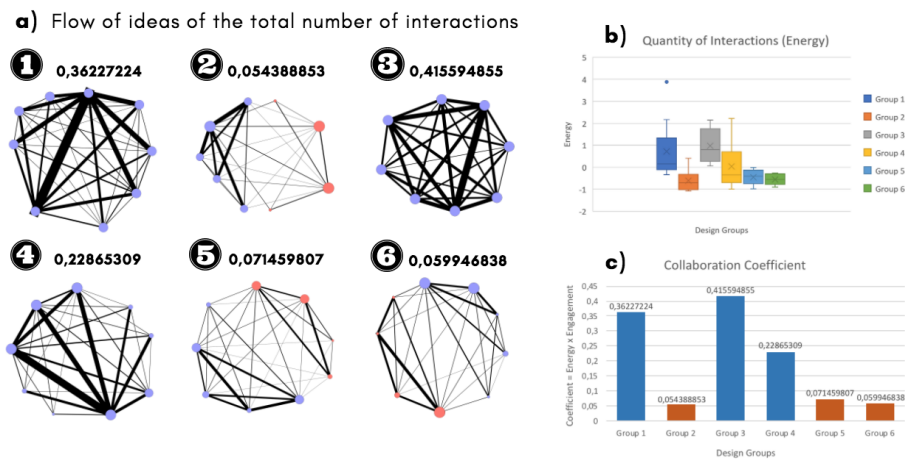 a) Flow of ideas of the total number of interactions
1 0,36227224
2 0,054388853
3 0,415594855
4 0,22865309
5 0,071459807
6 0,059946838
b)
Quantity of Interactions (Energy)
5
4
3
2
1
0
-1
-2
Energy
Design Groups
Group 1
Group 2
Group 3
Group 4
Group 5
Group 6
c)
Collaboration Coefficient
Coefficient = Energy x Engagement
0,45
0,4
0,35
0,3
0,25
0,2
0,15
0,1
0,05
0
0,36227224
0,054388853
0,415594855
0,22865309
0,071459807
0,059946838
Group 1
Group 2
Group 3
Group 4
Group 5
Group 6
Design Groups